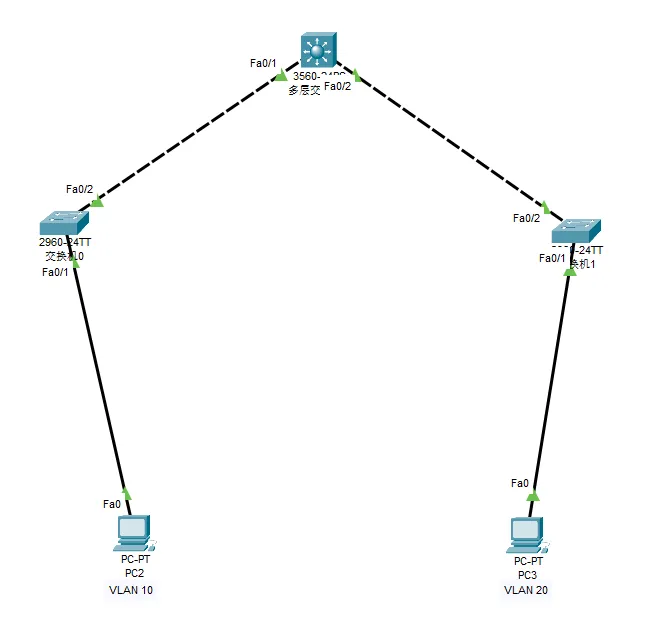 Fa0/1
3560-24PS
多层交
Fa0/2
Fa0/2
2960-24TT
交换机0
Fa0/1
Fa0/2
-24TT
Fa0/1
换机1
Fa0
PC-PT
PC2
VLAN 10
Fa0
PC-PT
PC3
VLAN 20